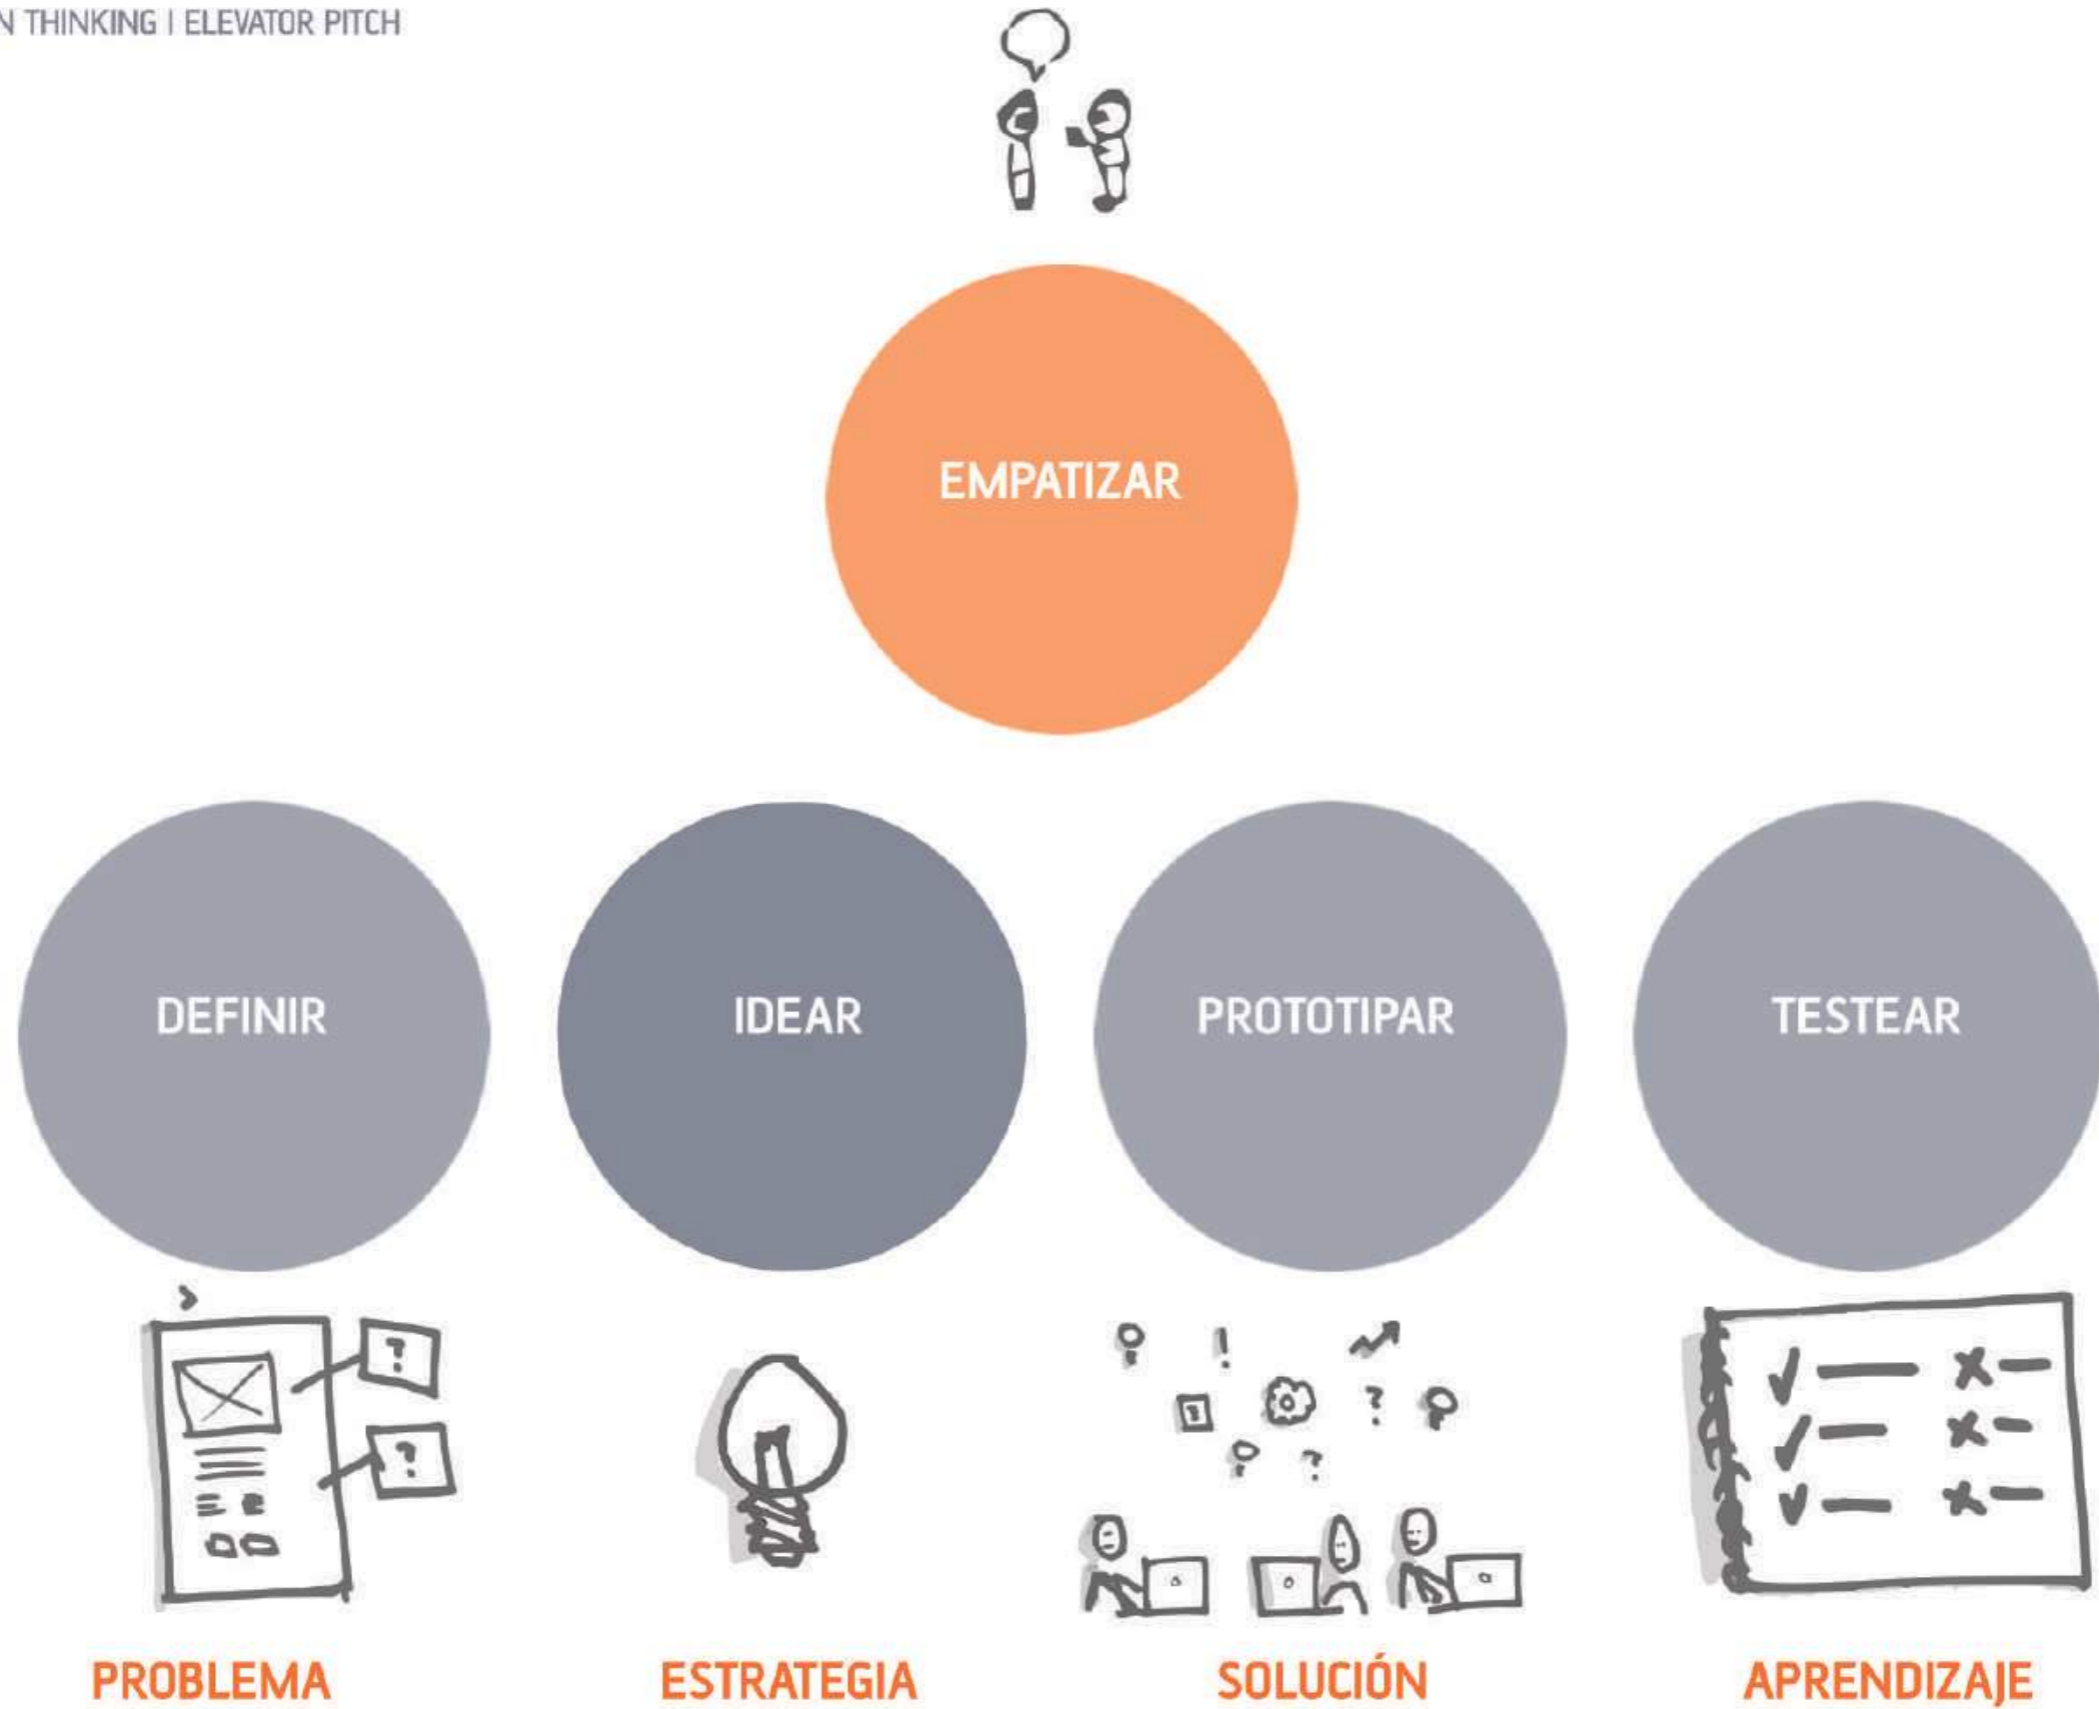 N THINKING | ELEVATOR PITCH
EMPATIZAR
DEFINIR
IDEAR
PROTOTIPAR
TESTEAR
PROBLEMA
ESTRATEGIA
SOLUCIÓN
APRENDIZAJE